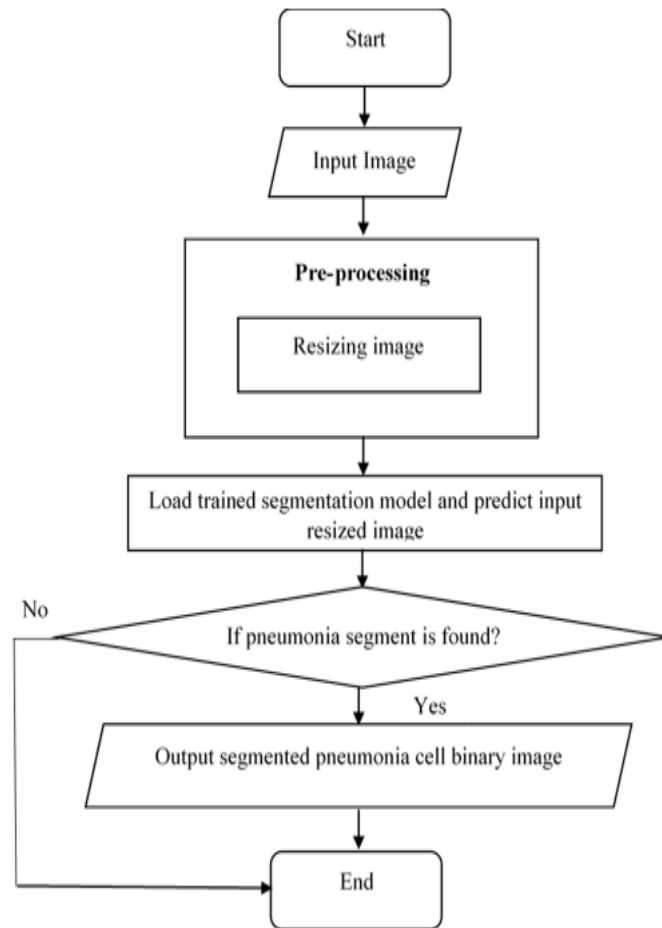 Start
Input Image
Pre-processing
Resizing image
Load trained segmentation model and predict input
resized image
No
If pneumonia segment is found?
Yes
Output segmented pneumonia cell binary image
End